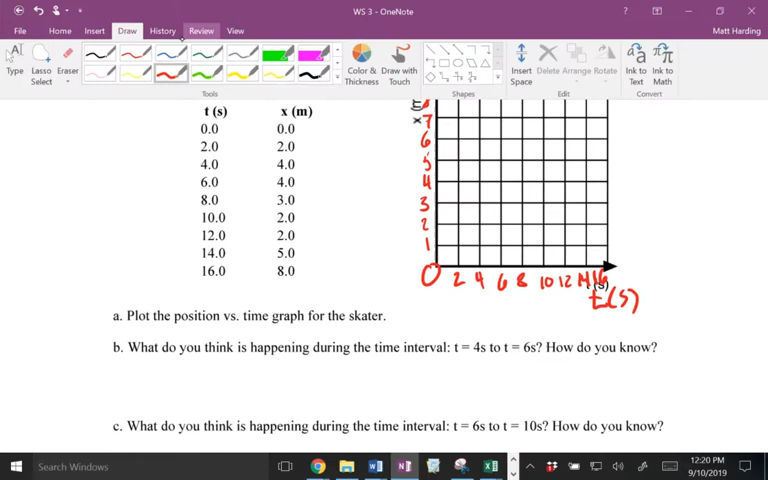 WS 3 - OneNote
File Home Insert Draw History Review View Matt Harding
Type
Lasso Select
Eraser
Color & Thickness
Draw with Touch
Insert Space
Delete
Arrange
Rotate
Ink to Text
Ink to Math
Tools Shapes Edit Convert
t (s) x (m)
0.0 0.0
2.0 2.0
4.0 4.0
6.0 4.0
8.0 3.0
10.0 2.0
12.0 2.0
14.0 5.0
16.0 8.0
x
8
7
6
5
4
3
2
1
0 2 4 6 8 10 12 14 16
t(s)
a. Plot the position vs. time graph for the skater.
b. What do you think is happening during the time interval: t = 4s to t = 6s? How do you know?
c. What do you think is happening during the time interval: t = 6s to t = 10s? How do you know?
Search Windows
12:20 PM
9/10/2019